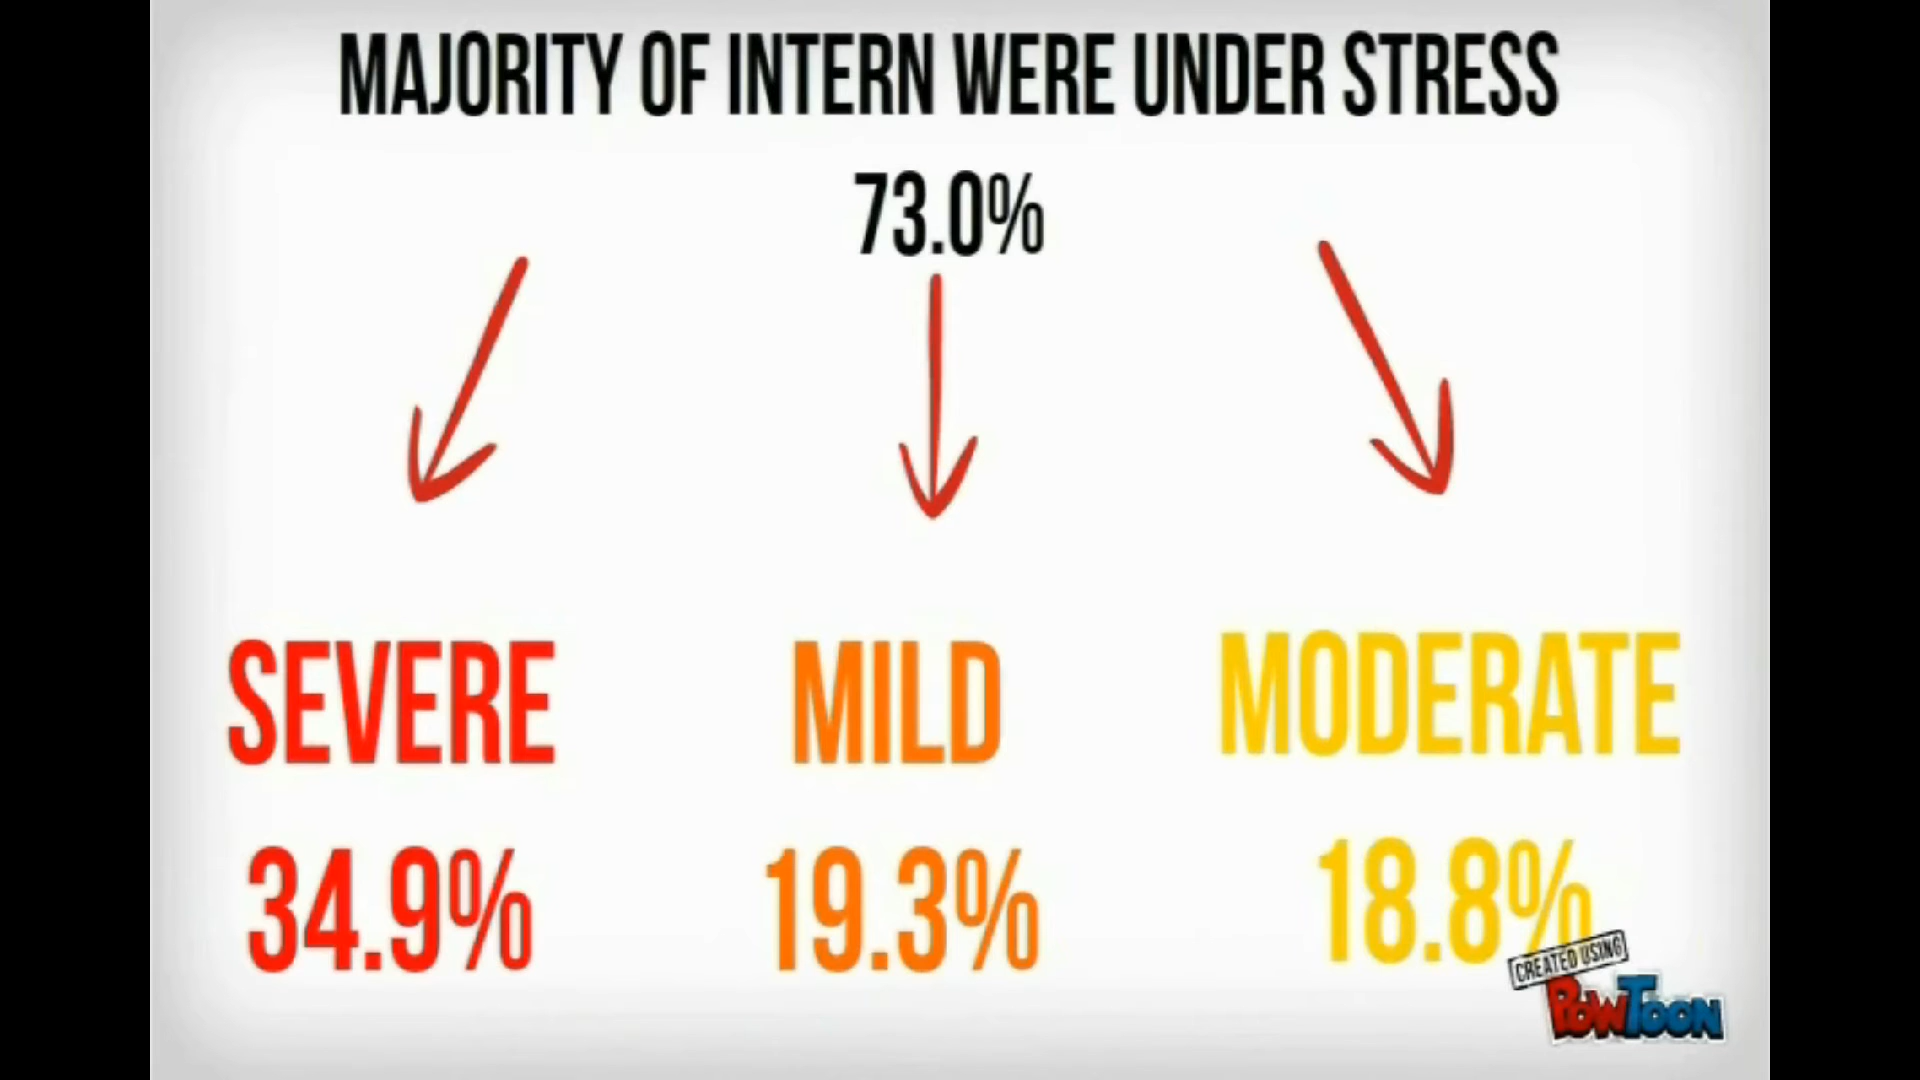 MAJORITY OF INTERN WERE UNDER STRESS
73.0%
SEVERE MILD MODERATE
34.9% 19.3% 18.8%
CREATED USING
POWTOON